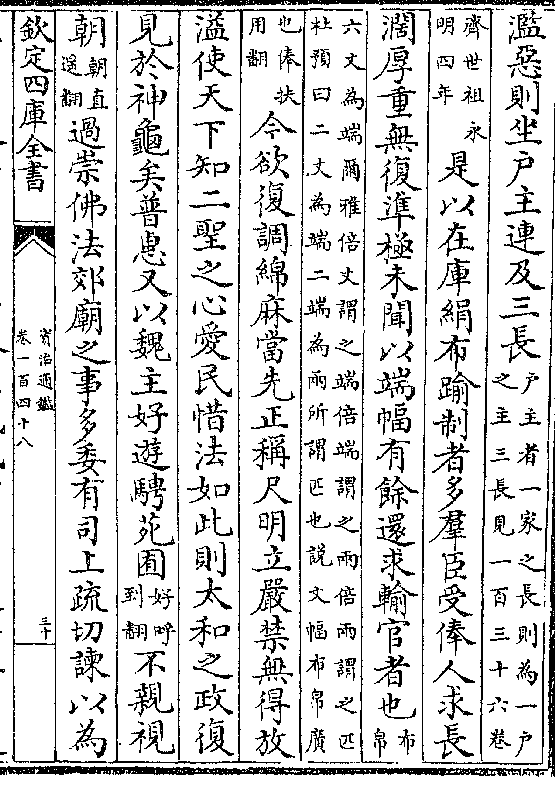 濫惡則坐户主連及三長户主者一家之長則為一户之主三長見一百三十六卷
齊世祖永明四年是以在庫絹布踰制者多羣臣受俸人求長
濶厚重無復準極未聞以端幅有餘還求輸官者也布帛
六丈為端爾雅倍丈謂之端倍端謂之兩倍兩謂之匹杜預曰二丈為端二端為兩所謂匹也説文幅布帛廣
也俸扶用翻今欲復調綿麻當先正稱尺明立嚴禁無得放
溢使天下知二聖之心愛民惜法如此則太和之政復
見於神龜矣普惠又以魏主好遊騁苑囿好呼到翻不親視
朝朝直遥翻過崇佛法郊廟之事多委有司上疏切諫以為
欽定四庫全書
資治通鑑
卷一百四十八
三十